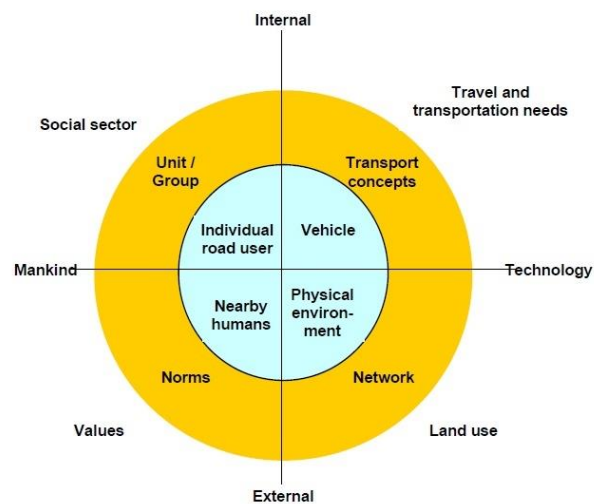 Internal
Travel and
transportation needs
Social sector
Unit /
Group
Transport
concepts
Individual
road user
Vehicle
Mankind
Technology
Nearby
humans
Physical
environ-
ment
Norms
Network
Values
Land use
External